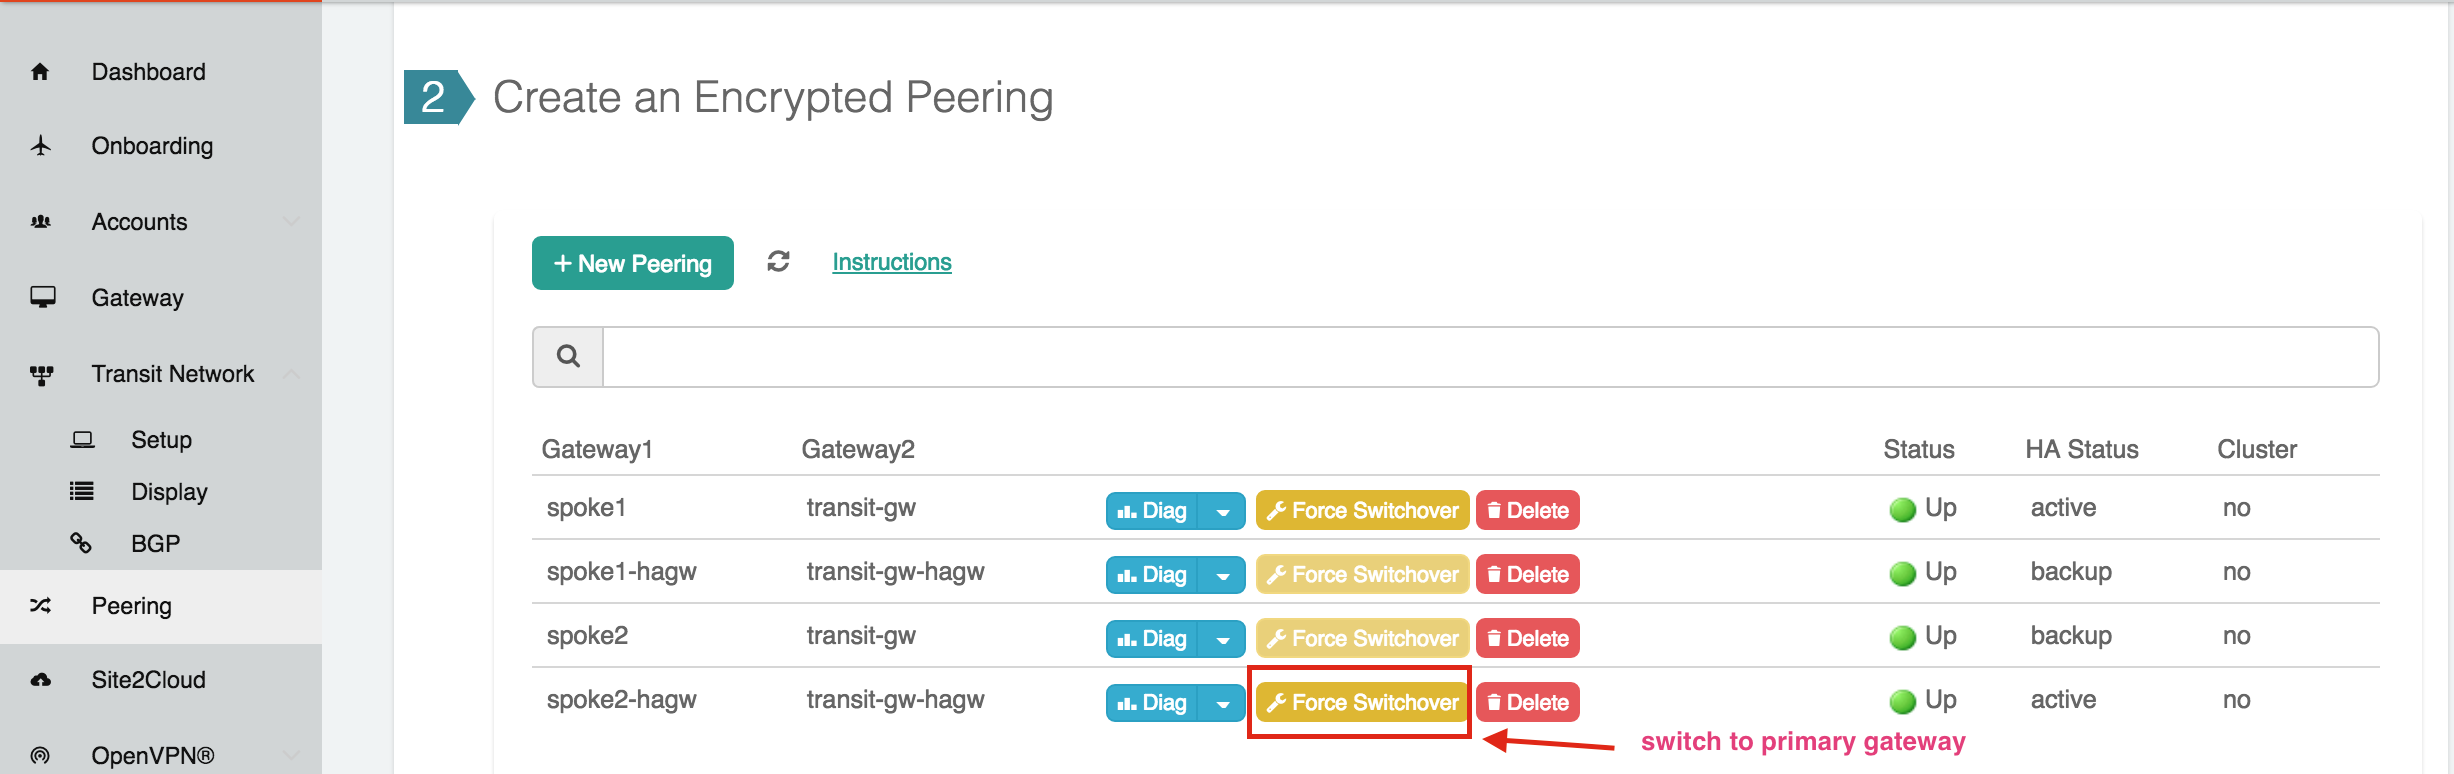 Dashboard
Onboarding
Accounts
Gateway
Transit Network
Setup
Display
BGP
Peering
Site2Cloud
OpenVPN®
2 Create an Encrypted Peering
+ New Peering Instructions
Gateway1 Gateway2 Status HA Status Cluster
spoke1 transit-gw Diag Force Switchover Delete Up active no
spoke1-hagw transit-gw-hagw Diag Force Switchover Delete Up backup no
spoke2 transit-gw Diag Force Switchover Delete Up backup no
spoke2-hagw transit-gw-hagw Diag Force Switchover Delete Up active no
switch to primary gateway